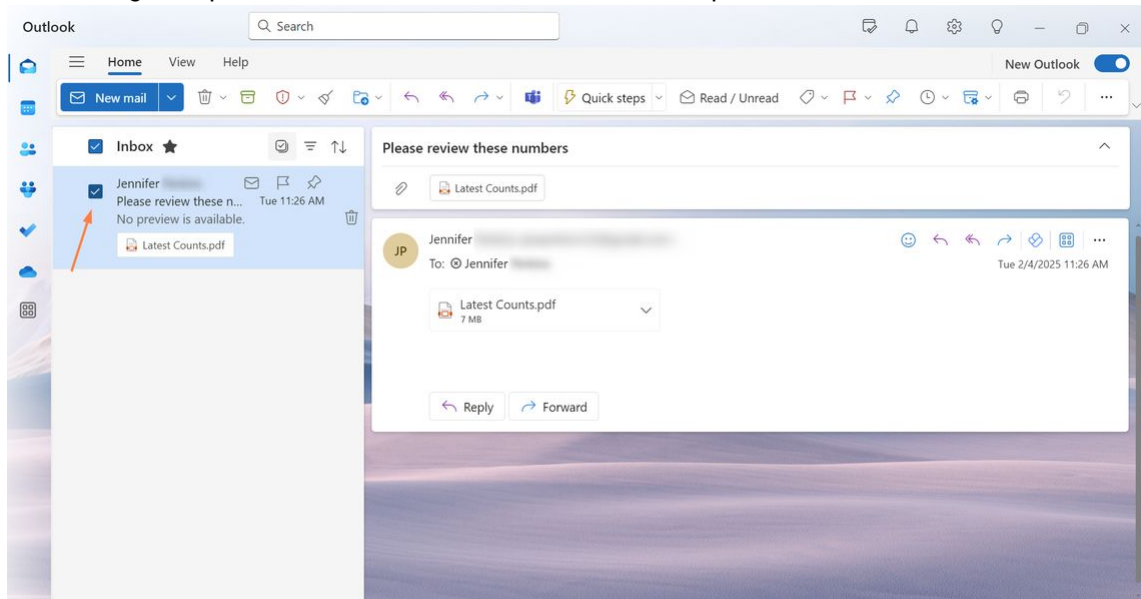 Outlook
Search
Home View Help
New Outlook
New mail
Quick steps
Read / Unread
Inbox
Jennifer
Please review these n... Tue 11:26 AM
No preview is available.
Latest Counts.pdf
Please review these numbers
Latest Counts.pdf
JP
Jennifer
To: Jennifer
Tue 2/4/2025 11:26 AM
Latest Counts.pdf
7 MB
Reply
Forward